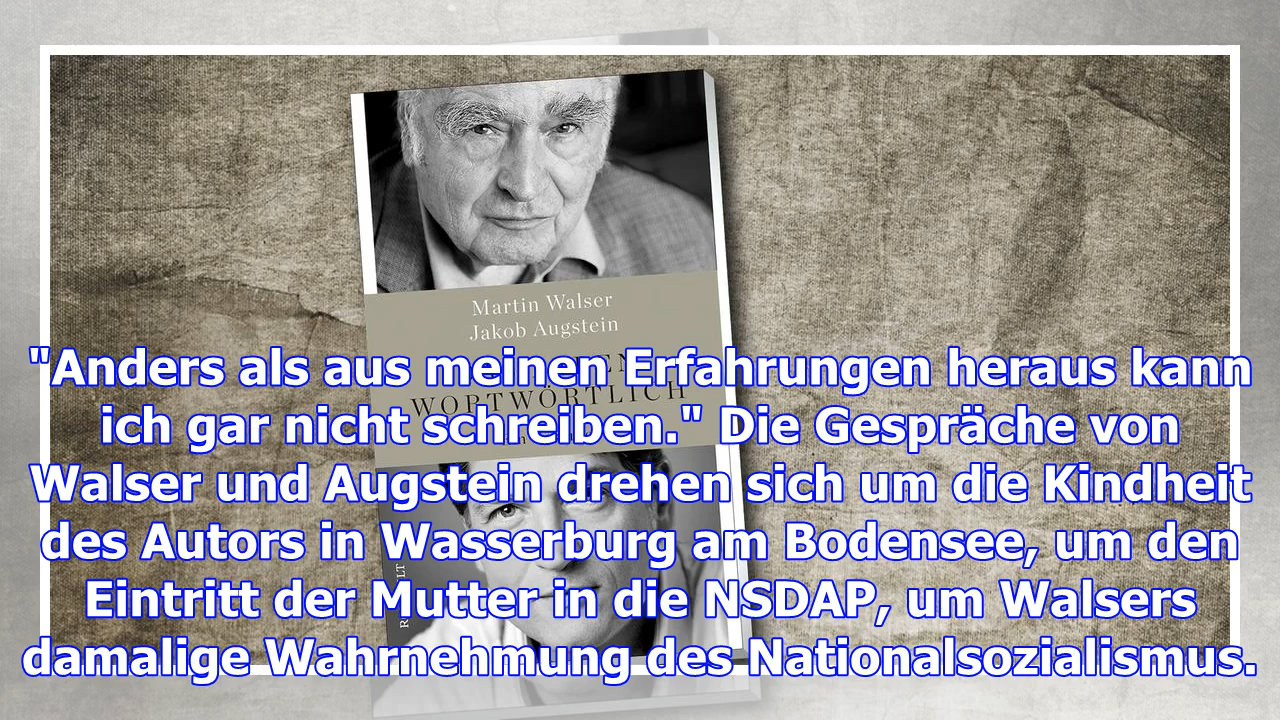 Martin Walser
Jakob Augstein
WORTWÖRTLICH
"Anders als aus meinen Erfahrungen heraus kann
ich gar nicht schreiben." Die Gespräche von
Walser und Augstein drehen sich um die Kindheit
des Autors in Wasserburg am Bodensee, um den
Eintritt der Mutter in die NSDAP, um Walsers
damalige Wahrnehmung des Nationalsozialismus.